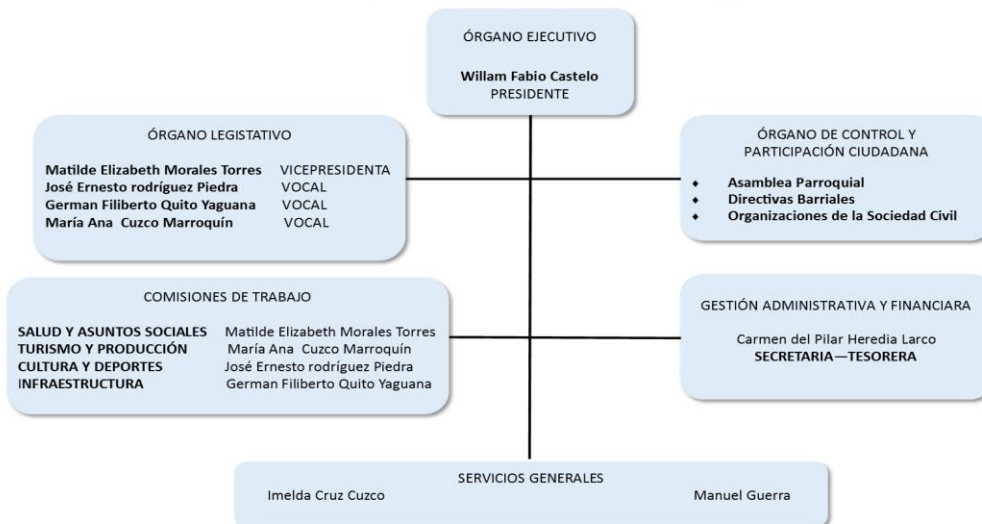 ÓRGANO EJECUTIVO
Willam Fabio Castelo
PRESIDENTE
ÓRGANO LEGISTATIVO
Matilde Elizabeth Morales Torres VICEPRESIDENTA
José Ernesto rodríguez Piedra VOCAL
German Filiberto Quito Yaguana VOCAL
María Ana Cuzco Marroquín VOCAL
ÓRGANO DE CONTROL Y
PARTICIPACIÓN CIUDADANA
◆ Asamblea Parroquial
◆ Directivas Barriales
◆ Organizaciones de la Sociedad Civil
COMISIONES DE TRABAJO
SALUD Y ASUNTOS SOCIALES Matilde Elizabeth Morales Torres
TURISMO Y PRODUCCIÓN María Ana Cuzco Marroquín
CULTURA Y DEPORTES José Ernesto rodríguez Piedra
INFRAESTRUCTURA German Filiberto Quito Yaguana
GESTIÓN ADMINISTRATIVA Y FINANCIARA
Carmen del Pilar Heredia Larco
SECRETARIA—TESORERA
SERVICIOS GENERALES
Imelda Cruz Cuzco Manuel Guerra